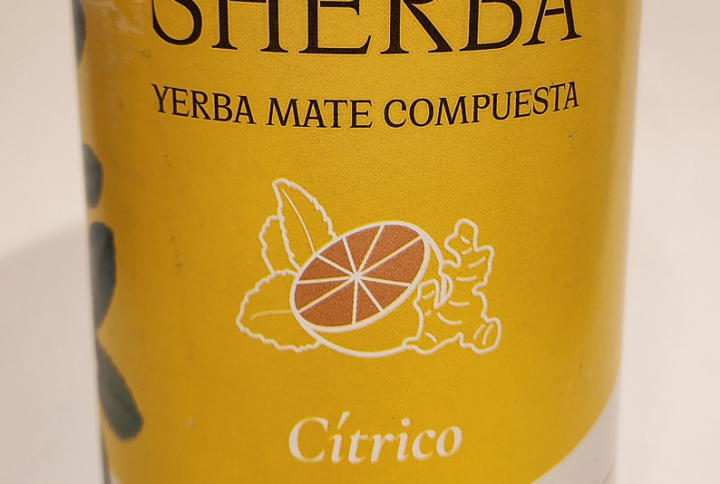 SHERBA
YERBA MATE COMPUESTA
Cítrico